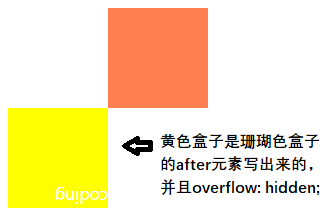 黄色盒子是珊瑚色盒子
的after元素写出来的，
并且overflow: hidden;